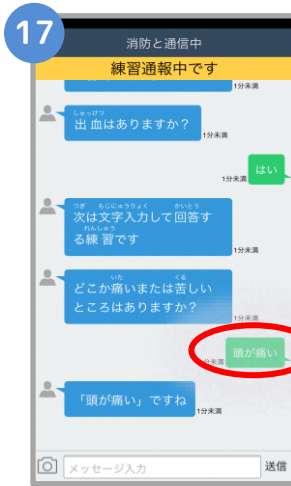 17
消防と通信中
練習通報中です
1分未満
しゅっけつ
出血はありますか？
1分未満
はい
1分未満
つぎ もじにゅうりょく かいとう
次は文字入力して回答す
れんしゅう
る練習です
1分未満
いた くる
どこか痛いまたは苦しい
ところはありますか？
1分未満
頭が痛い
分未満
「頭が痛い」ですね
1分未満
メッセージ入力
送信